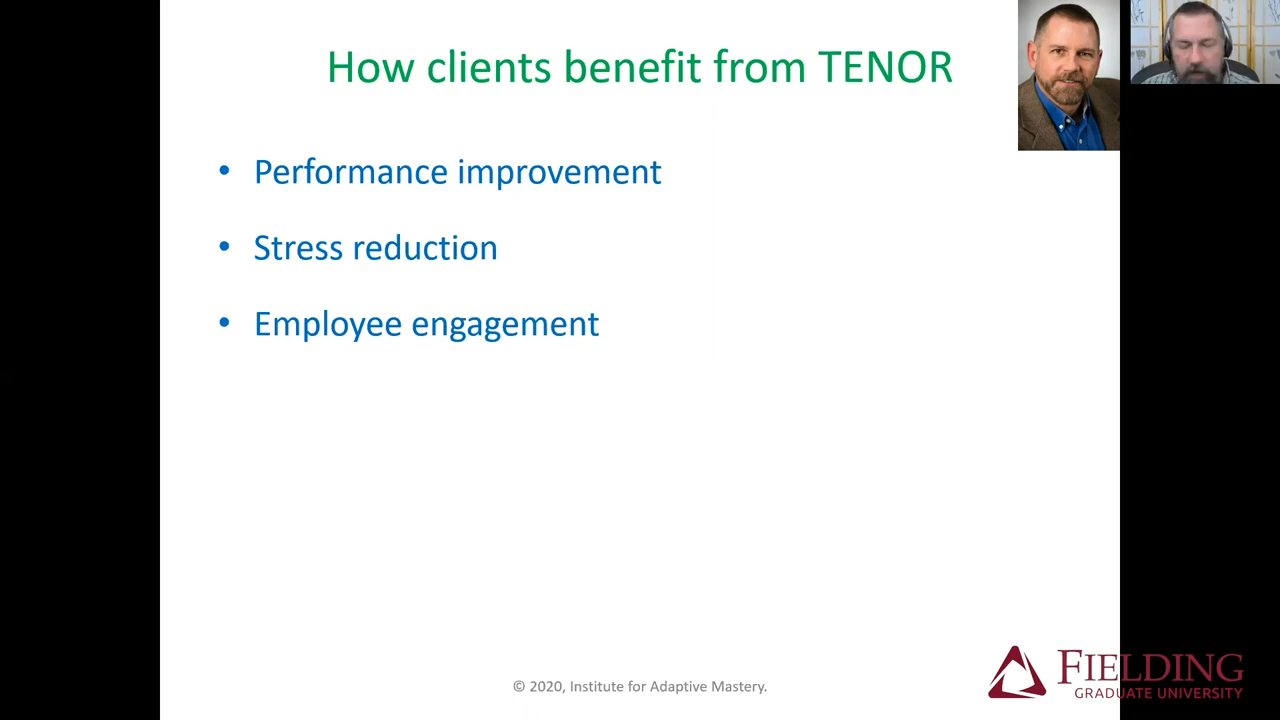 How clients benefit from TENOR
• Performance improvement
• Stress reduction
• Employee engagement
© 2020, Institute for Adaptive Mastery.
FIELDING
GRADUATE UNIVERSITY